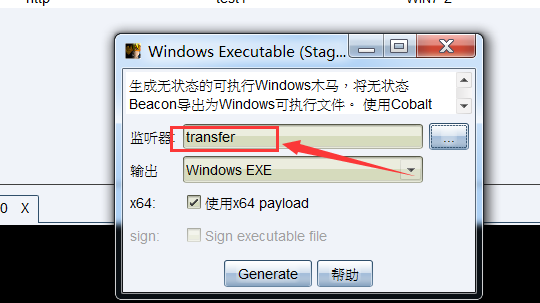 Windows Executable (Stag...
生成无状态的可执行Windows木马，将无状态
Beacon导出为Windows可执行文件。 使用Cobalt
监听器: transfer ...
输出 Windows EXE
x64: 使用x64 payload
sign: Sign executable file
0 X
Generate 帮助